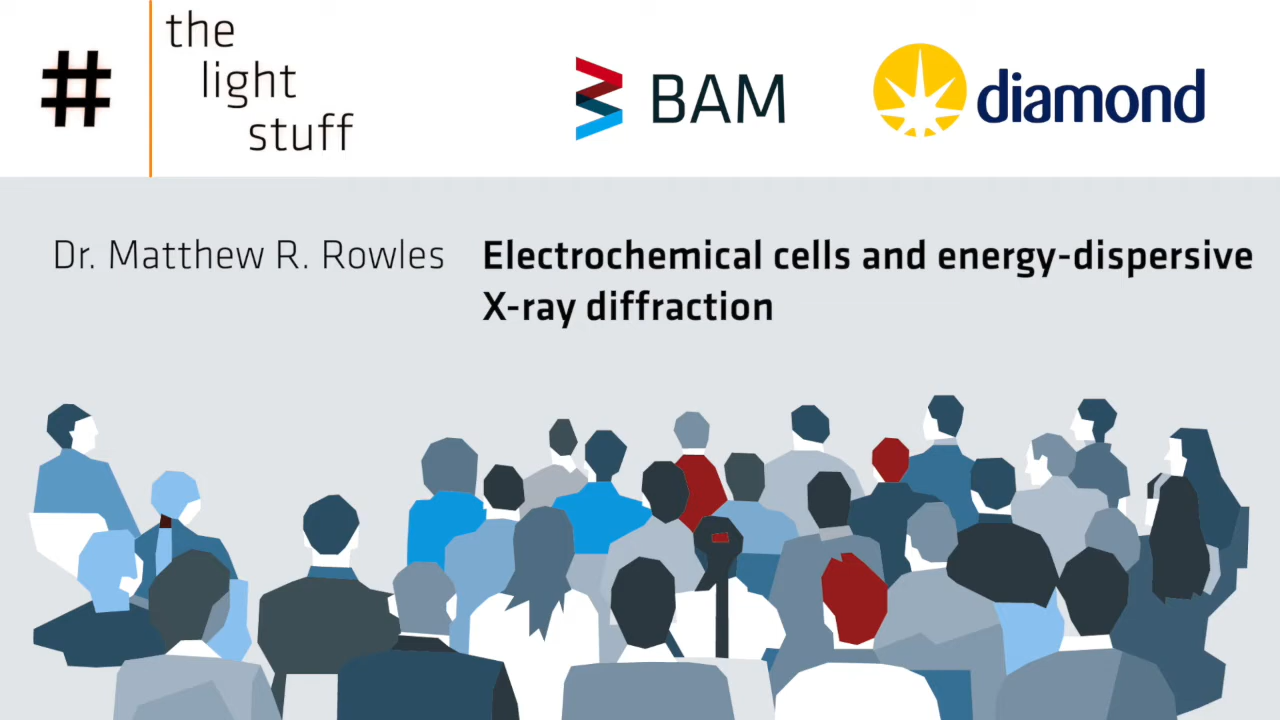 #
the
light
stuff
BAM
diamond
Dr. Matthew R. Rowles
Electrochemical cells and energy-dispersive
X-ray diffraction